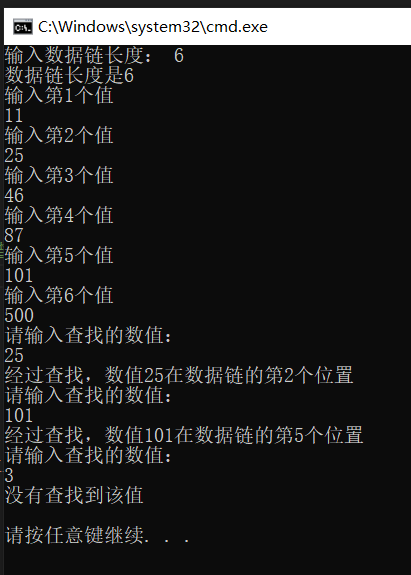 C:\Windows\system32\cmd.exe
输入数据链长度： 6
数据链长度是6
输入第1个值
11
输入第2个值
25
输入第3个值
46
输入第4个值
87
输入第5个值
101
输入第6个值
500
请输入查找的数值：
25
经过查找，数值25在数据链的第2个位置
请输入查找的数值：
101
经过查找，数值101在数据链的第5个位置
请输入查找的数值：
3
没有查找到该值
请按任意键继续. . .